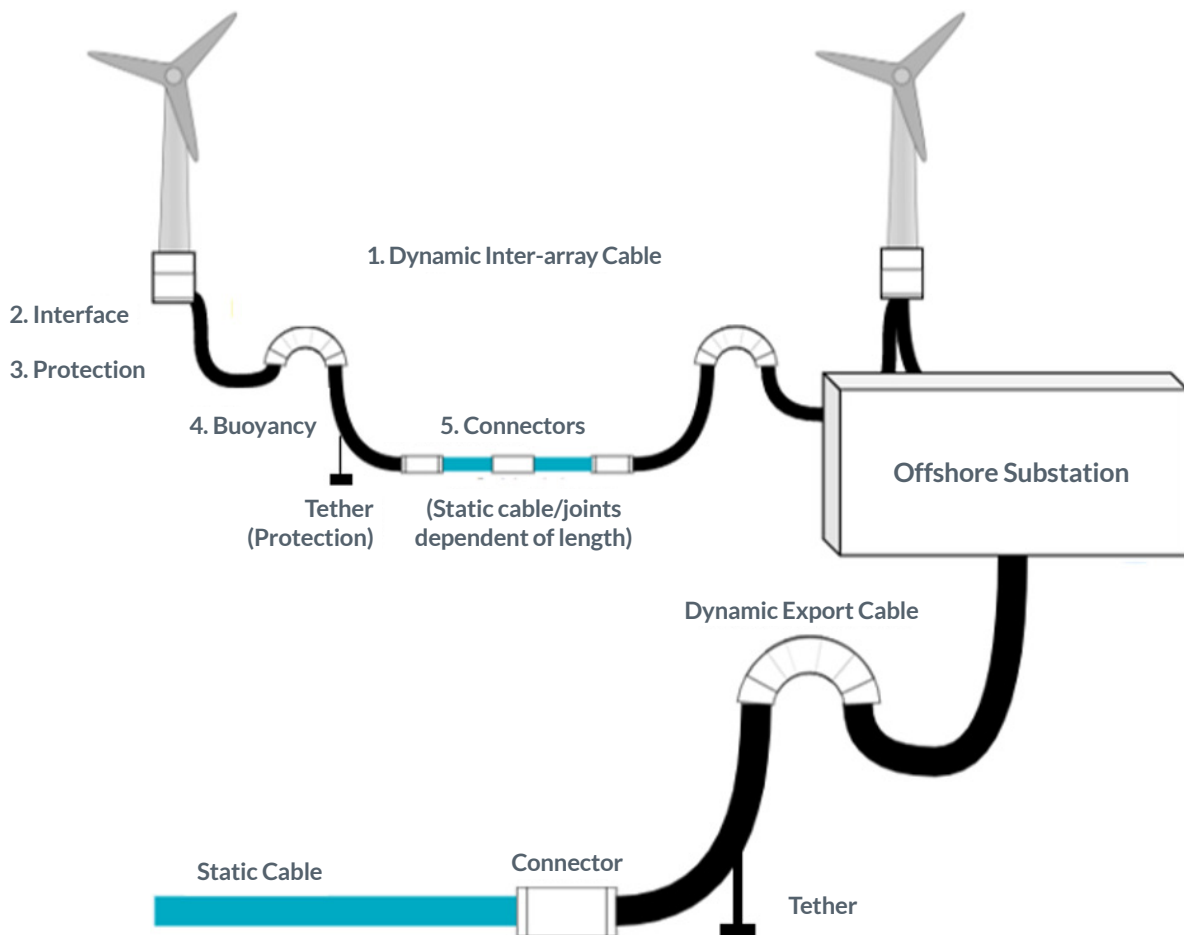 1. Dynamic Inter-array Cable
2. Interface
3. Protection
4. Buoyancy
5. Connectors
Tether
(Protection)
(Static cable/joints
dependent of length)
Offshore Substation
Dynamic Export Cable
Static Cable
Connector
Tether